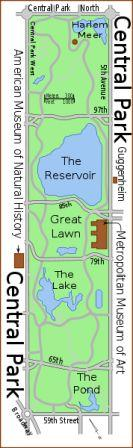 Central Park North
Harlem
Meer
Central Park West
5th Avenue
Central Park
97th
Guggenheim
American Museum of Natural History
The
Reservoir
85th
Great
Lawn
Metropolitan Museum of Art
79th
The
Lake
Central Park
65th
The
Pond
Broadway
59th Street